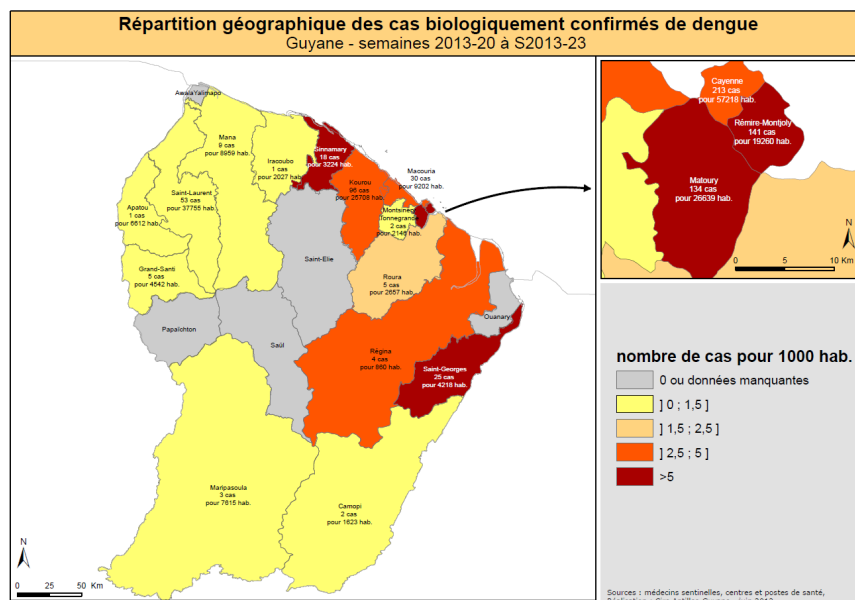 Répartition géographique des cas biologiquement confirmés de dengue
Guyane - semaines 2013-20 à S2013-23
AwalaYalimapo
Mana
9 cas
pour 8959 hab.
Iracoubo
1 cas
pour 2027 hab.
Sinnamary
18 cas
pour 3224 hab.
Macouria
30 cas
pour 9202 hab.
Kourou
96 cas
pour 25708 hab.
Saint-Laurent
53 cas
pour 37755 hab.
Apatou
1 cas
pour 6612 hab.
Montsinéry
Tonnegrande
2 cas
pour 2146 hab.
Grand-Santi
5 cas
pour 4542 hab.
Saint-Elie
Roura
5 cas
pour 2657 hab.
Papaïchton
Saül
Ouanary
Régina
4 cas
pour 860 hab.
Saint-Georges
25 cas
pour 4218 hab.
Maripasoula
3 cas
pour 7615 hab.
Camopi
2 cas
pour 1623 hab.
N
0 25 50 Km
Cayenne
213 cas
pour 57218 hab.
Rémire-Montjoly
141 cas
pour 19260 hab.
Matoury
134 cas
pour 26639 hab.
N
0 5 10 Km
nombre de cas pour 1000 hab.
0 ou données manquantes
] 0 ; 1,5 ]
] 1,5 ; 2,5 ]
] 2,5 ; 5 ]
>5
Sources : médecins sentinelles, centres et postes de santé,